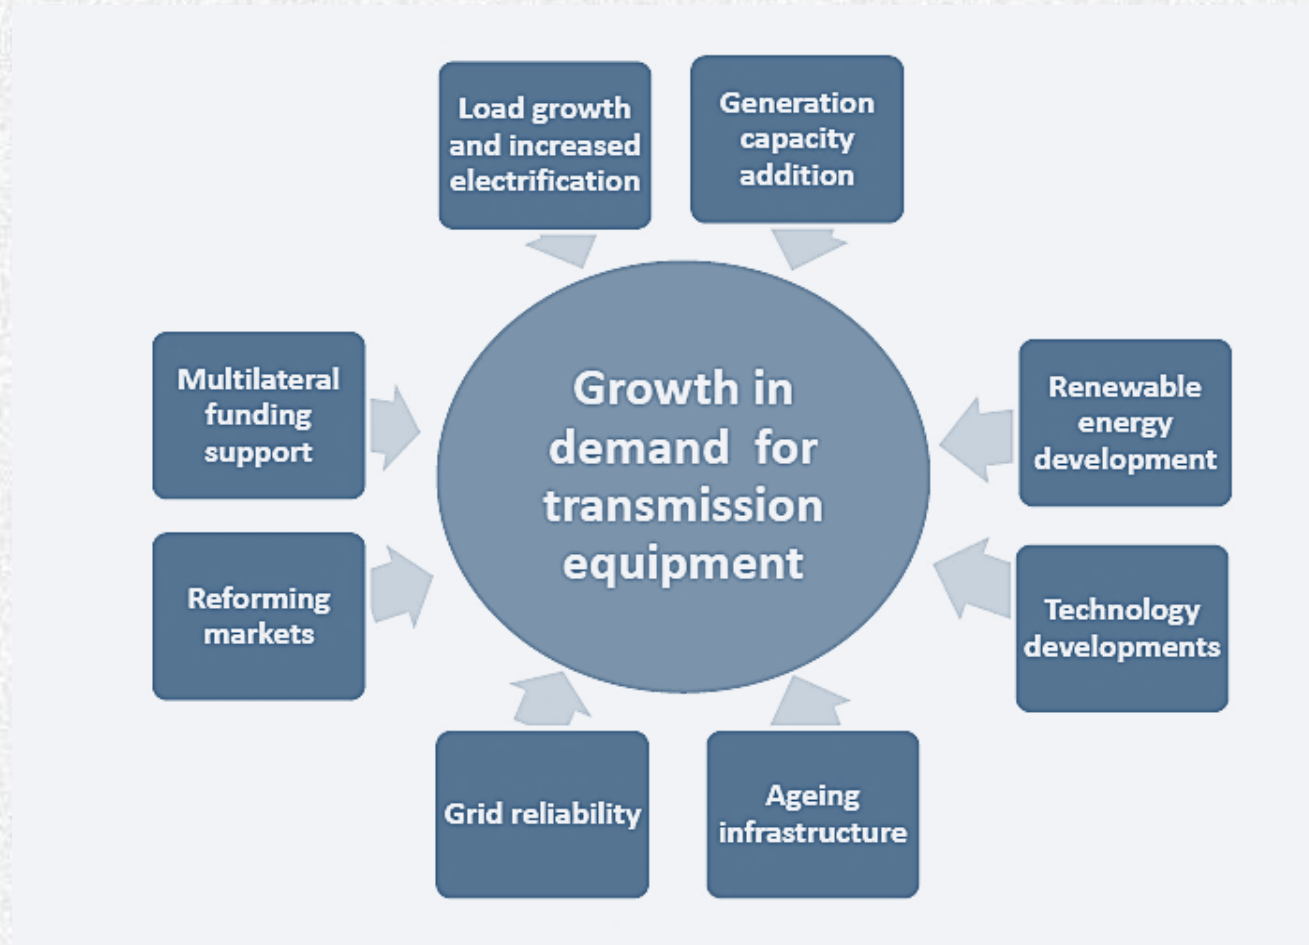 Load growth
and increased
electrification
Generation
capacity
addition
Multilateral
funding
support
Growth in
demand for
transmission
equipment
Renewable
energy
development
Reforming
markets
Technology
developments
Grid reliability
Ageing
infrastructure